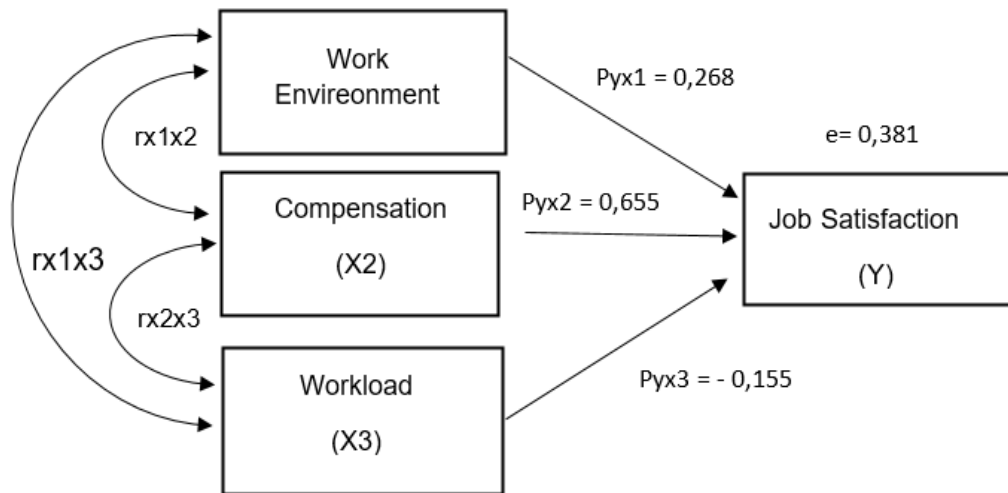 Work
Envireonment
Pyx1 = 0,268
rx1x2
e= 0,381
Compensation
(X2)
Pyx2 = 0,655
Job Satisfaction
(Y)
rx1x3
rx2x3
Workload
(X3)
Pyx3 = - 0,155